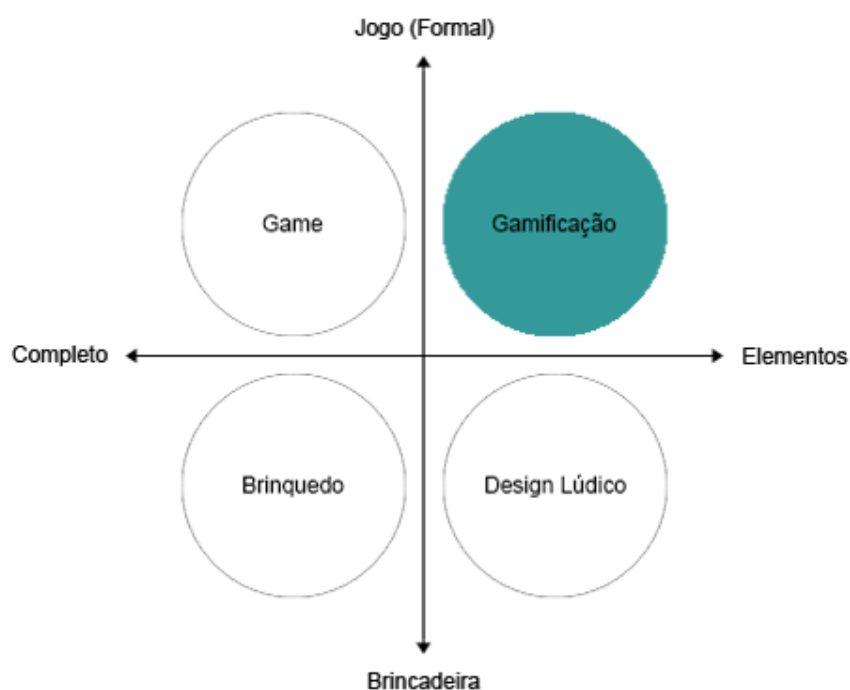 Jogo (Formal)
Game
Gamificação
Completo
Elementos
Brinquedo
Design Lúdico
Brincadeira